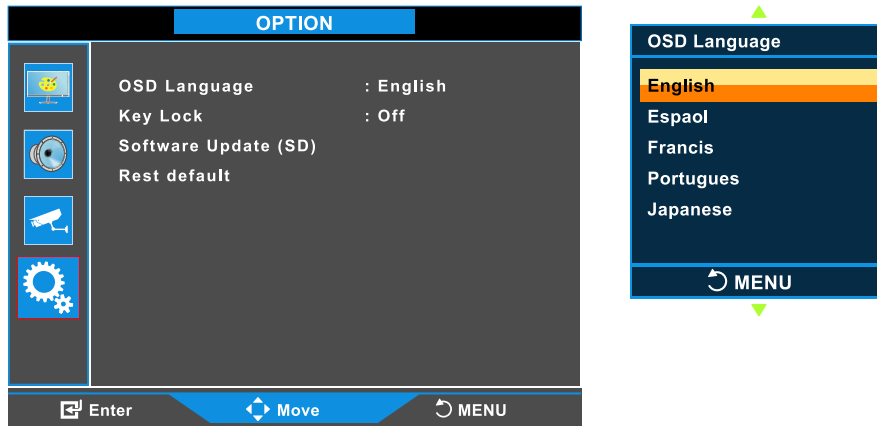 OPTION
OSD Language : English
Key Lock : Off
Software Update (SD)
Rest default
Enter Move MENU
OSD Language
English
Espaol
Francis
Portugues
Japanese
MENU